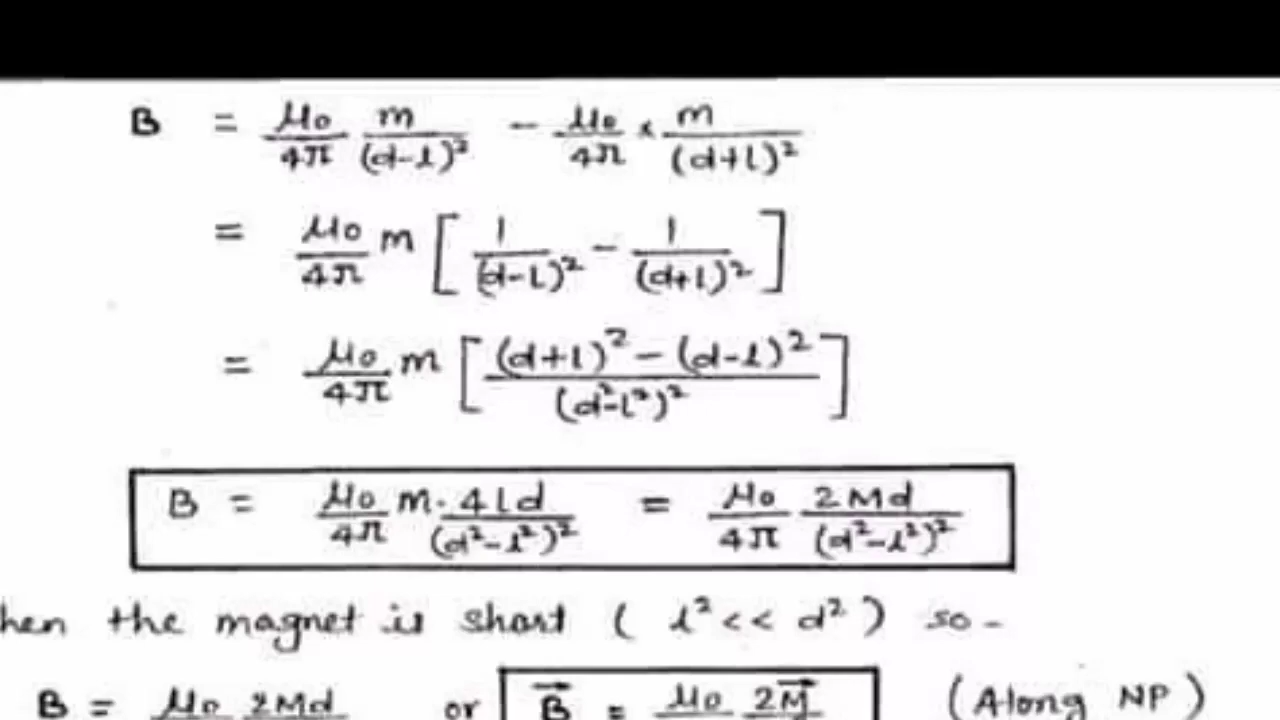 B = μ0/4π m/(d-l)² - μ0/4π × m/(d+l)²
= μ0/4π m [ 1/(d-l)² - 1/(d+l)² ]
= μ0/4π m [ (d+l)² - (d-l)² / (d²-l²)² ]
B = μ0/4π m. 4ld/(d²-l²)² = μ0/4π 2Md/(d²-l²)²
hen the magnet is short ( l² << d² ) so -
B = μ0 2Md or B⃗ = μ0 2M⃗ (Along NP)